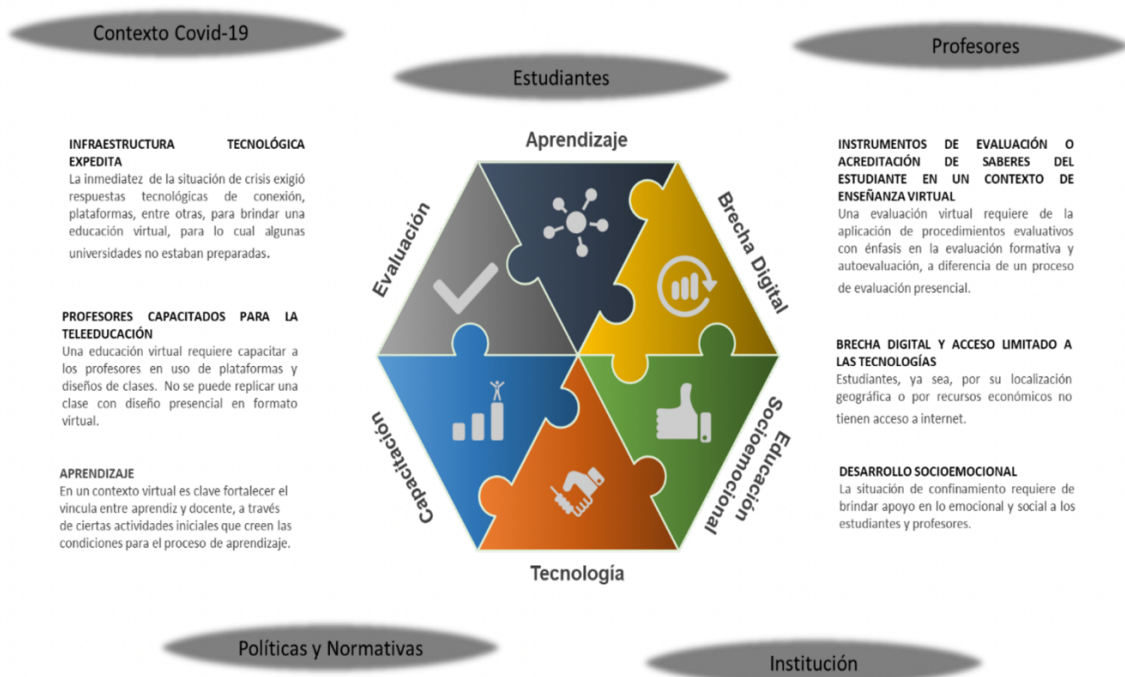 Contexto Covid-19
Estudiantes
Profesores
INFRAESTRUCTURA TECNOLÓGICA
EXPEDITA
La inmediatez de la situación de crisis exigió
respuestas tecnológicas de conexión,
plataformas, entre otras, para brindar una
educación virtual, para lo cual algunas
universidades no estaban preparadas.
PROFESORES CAPACITADOS PARA LA
TELEEDUCACIÓN
Una educación virtual requiere capacitar a
los profesores en uso de plataformas y
diseños de clases. No se puede replicar una
clase con diseño presencial en formato
virtual.
APRENDIZAJE
En un contexto virtual es clave fortalecer el
vincula entre aprendiz y docente, a través
de ciertas actividades iniciales que creen las
condiciones para el proceso de aprendizaje.
Aprendizaje
Evaluación
Brecha Digital
Capacitación
Educación
Socioemocional
Tecnología
INSTRUMENTOS DE EVALUACIÓN O
ACREDITACIÓN DE SABERES DEL
ESTUDIANTE EN UN CONTEXTO DE
ENSEÑANZA VIRTUAL
Una evaluación virtual requiere de la
aplicación de procedimientos evaluativos
con énfasis en la evaluación formativa y
autoevaluación, a diferencia de un proceso
de evaluación presencial.
BRECHA DIGITAL Y ACCESO LIMITADO A
LAS TECNOLOGÍAS
Estudiantes, ya sea, por su localización
geográfica o por recursos económicos no
tienen acceso a internet.
DESARROLLO SOCIOEMOCIONAL
La situación de confinamiento requiere de
brindar apoyo en lo emocional y social a los
estudiantes y profesores.
Políticas y Normativas
Institución